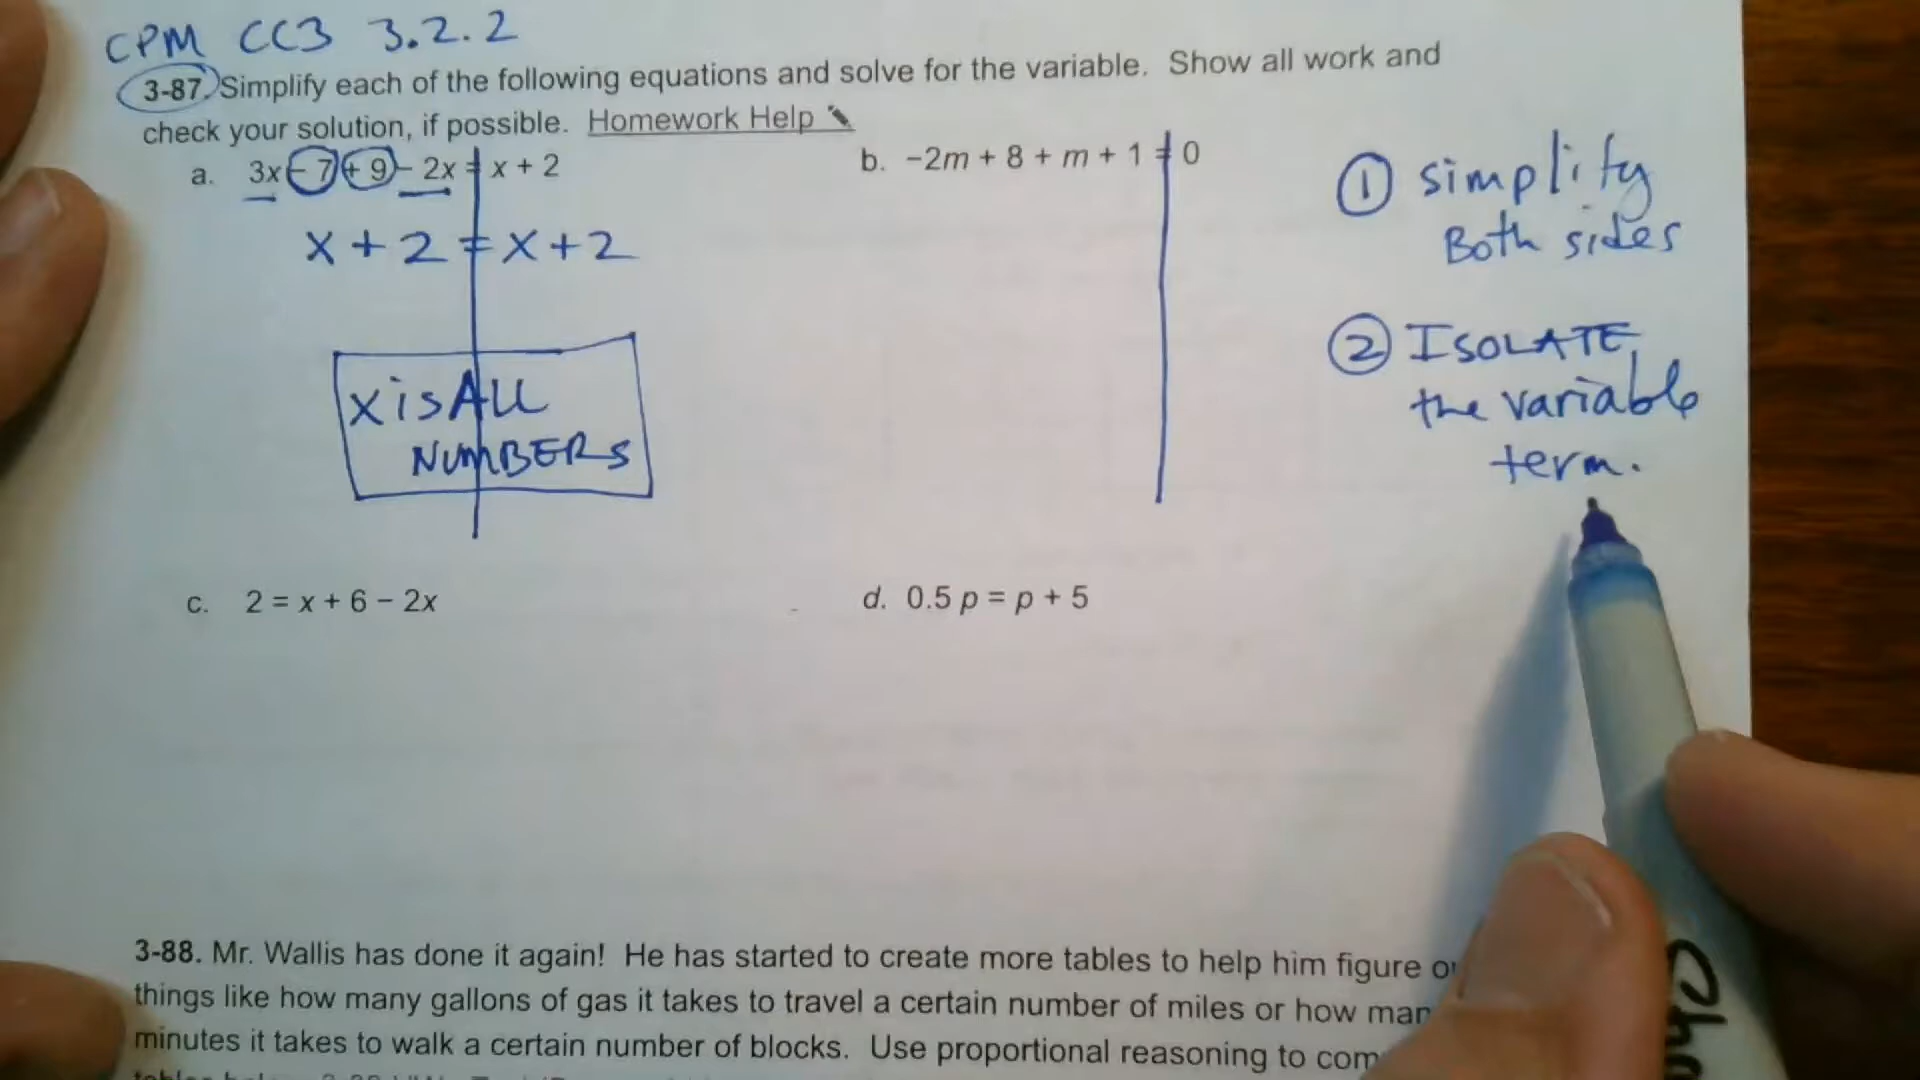 CPM CC3 3.2.2
3-87. Simplify each of the following equations and solve for the variable. Show all work and
check your solution, if possible. Homework Help
a. 3x - 7 + 9 - 2x = x + 2
x + 2 = x + 2
x is All
NUMBERS
b. -2m + 8 + m + 1 = 0
① simplify
Both sides
② ISOLATE
the variable
term.
c. 2 = x + 6 - 2x
d. 0.5 p = p + 5
3-88. Mr. Wallis has done it again! He has started to create more tables to help him figure
things like how many gallons of gas it takes to travel a certain number of miles or how
minutes it takes to walk a certain number of blocks. Use proportional reasoning to